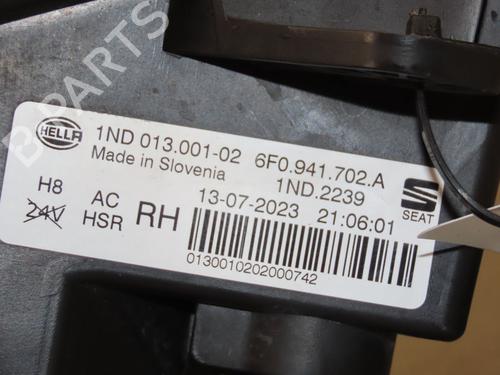 B PARTS
HELLA 1ND 013.001-02 6F0.941.702.A
Made in Slovenia 1ND.2239
H8 AC 13-07-2023 21:06:01 SEAT
24V HSR RH
0130010202000742